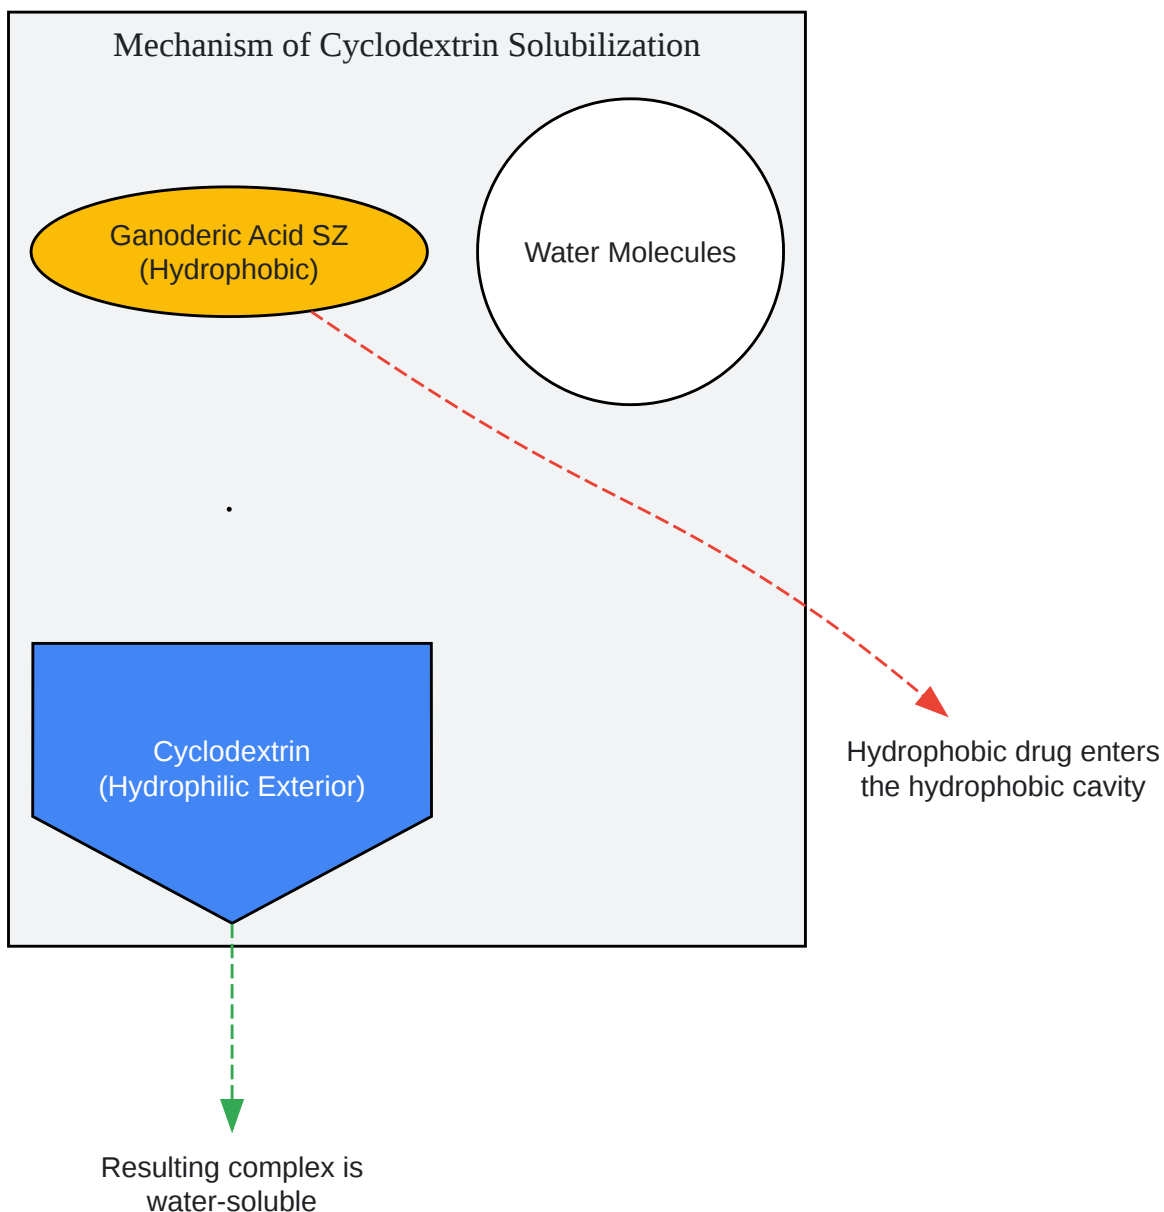 Mechanism of Cyclodextrin Solubilization
Ganoderic Acid SZ
(Hydrophobic)
Water Molecules
Cyclodextrin
(Hydrophilic Exterior)
Hydrophobic drug enters
the hydrophobic cavity
Resulting complex is
water-soluble